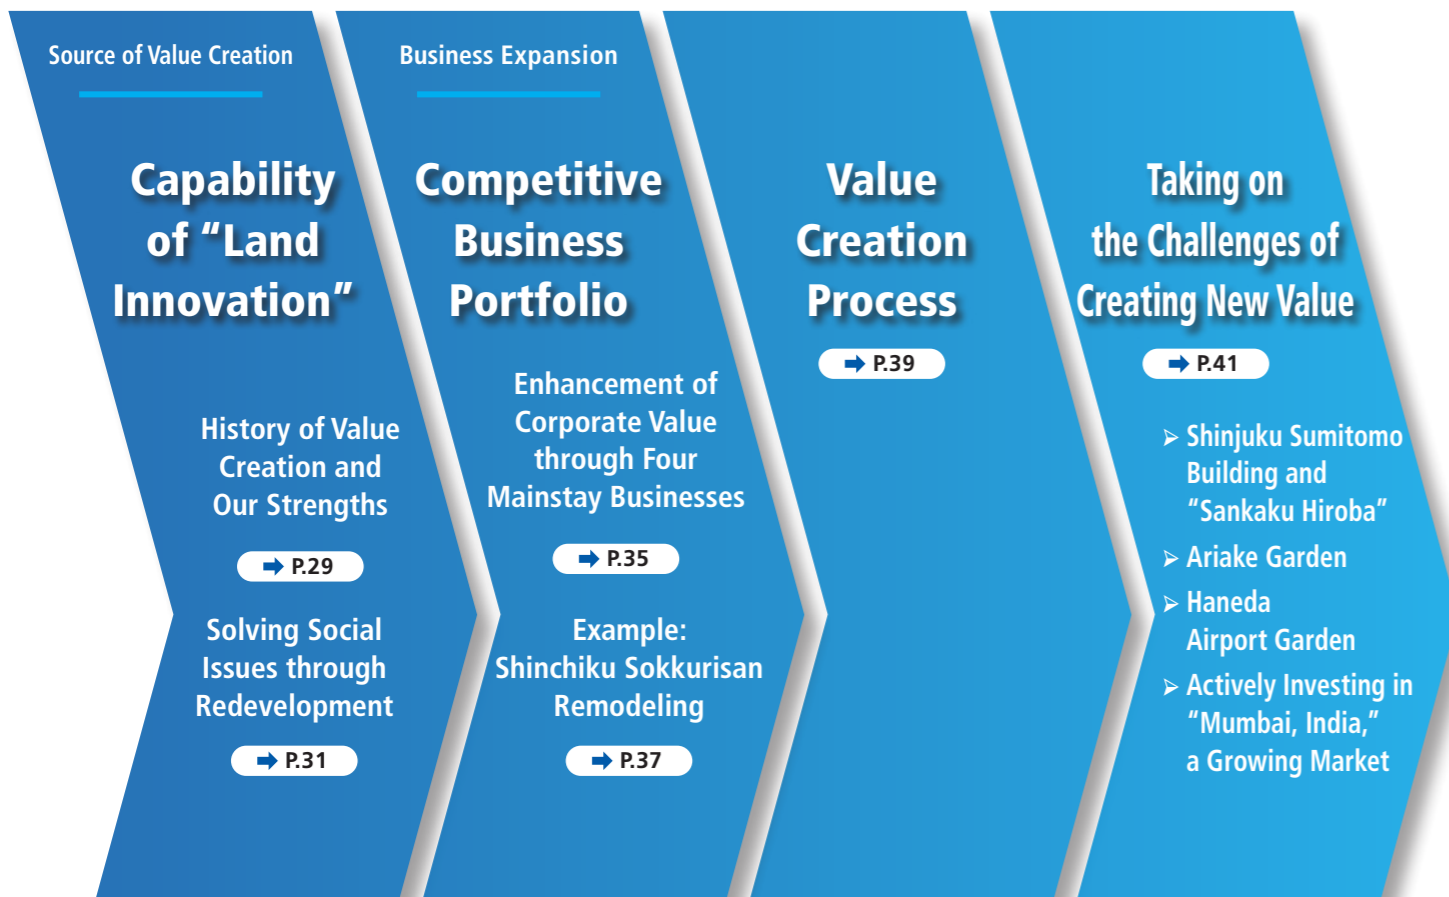 Source of Value Creation
Capability
of “Land
Innovation”
History of Value
Creation and
Our Strengths
➡ P.29
Solving Social
Issues through
Redevelopment
➡ P.31
Business Expansion
Competitive
Business
Portfolio
Enhancement of
Corporate Value
through Four
Mainstay Businesses
➡ P.35
Example:
Shinchiku Sokkurisan
Remodeling
➡ P.37
Value
Creation
Process
➡ P.39
Taking on
the Challenges of
Creating New Value
➡ P.41
➢ Shinjuku Sumitomo
Building and
“Sankaku Hiroba”
➢ Ariake Garden
➢ Haneda
Airport Garden
➢ Actively Investing in
“Mumbai, India,”
a Growing Market